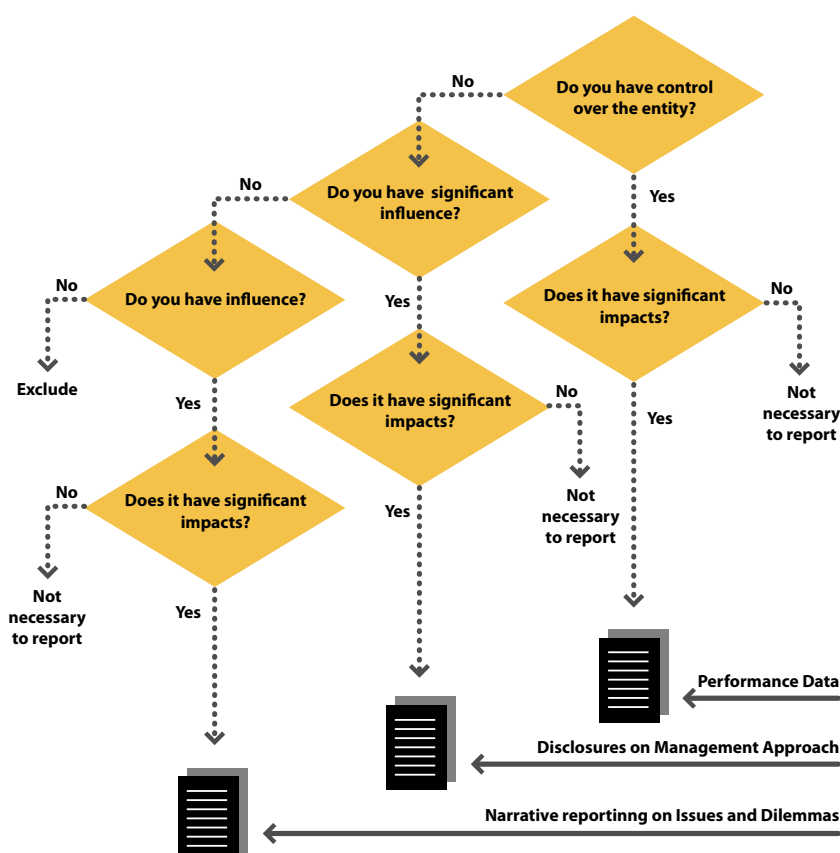 No
Do you have control
over the entity?
No
Do you have significant
influence?
Yes
No
Do you have influence?
Yes
Does it have significant
impacts?
No
Exclude
Yes
Does it have significant
impacts?
No
Yes
Not
necessary
to report
No
Does it have significant
impacts?
Yes
Not
necessary
to report
Not
necessary
to report
Yes
Performance Data
Disclosures on Management Approach
Narrative reportinng on Issues and Dilemmas